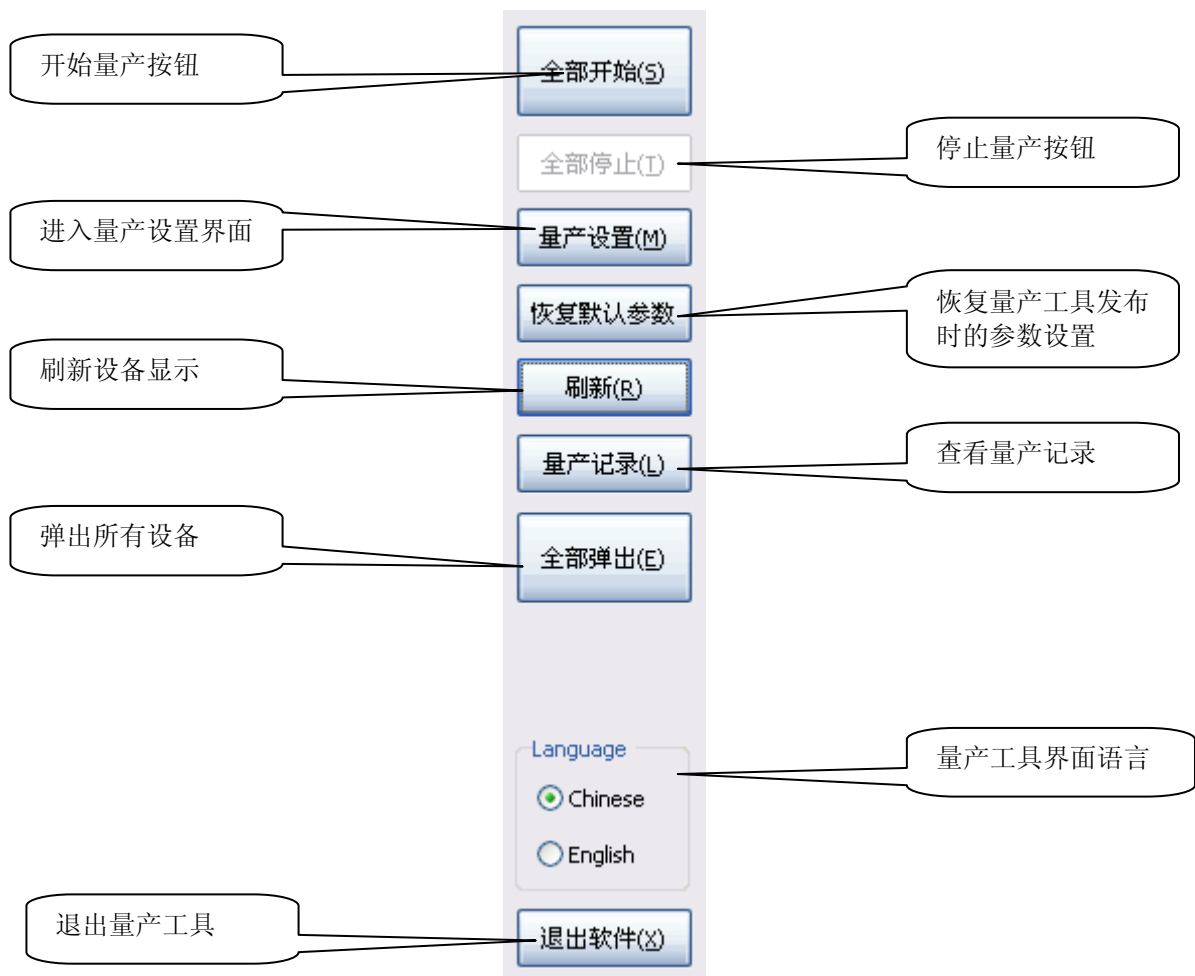 开始量产按钮
全部开始(S)
全部停止(T)
停止量产按钮
进入量产设置界面
量产设置(M)
恢复默认参数
恢复量产工具发布
时的参数设置
刷新设备显示
刷新(R)
量产记录(L)
查看量产记录
弹出所有设备
全部弹出(E)
Language
量产工具界面语言
Chinese
English
退出量产工具
退出软件(X)